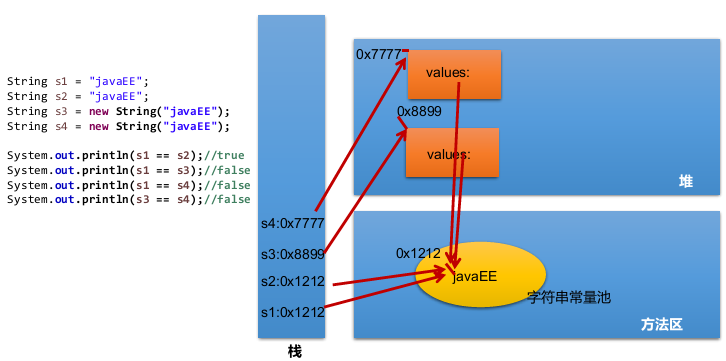 String s1 = "javaEE";
String s2 = "javaEE";
String s3 = new String("javaEE");
String s4 = new String("javaEE");
System.out.println(s1 == s2);//true
System.out.println(s1 == s3);//false
System.out.println(s1 == s4);//false
System.out.println(s3 == s4);//false
s4:0x7777
s3:0x8899
s2:0x1212
s1:0x1212
栈
0x7777
values:
0x8899
values:
堆
0x1212
javaEE
字符串常量池
方法区